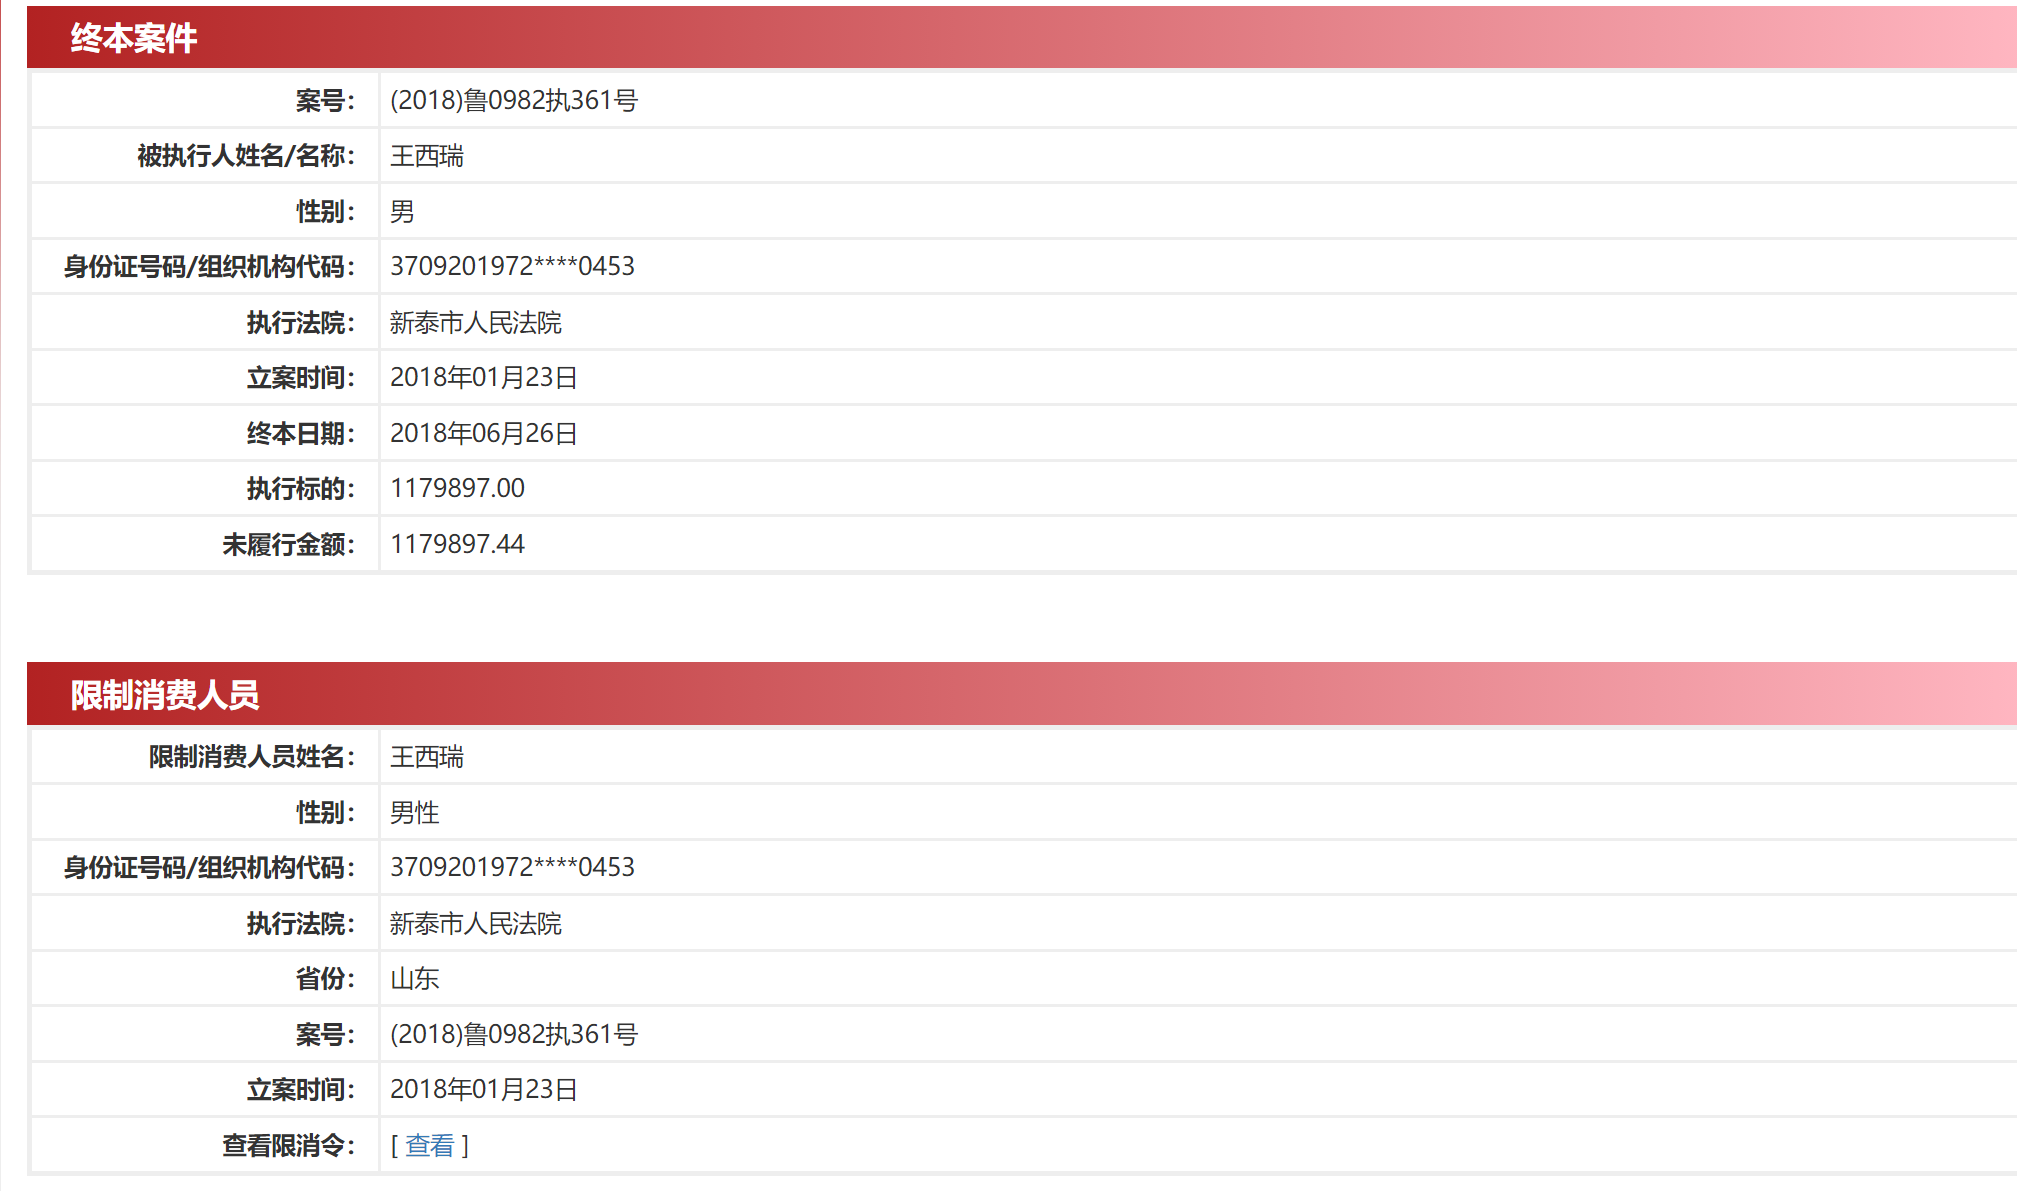 终本案件
案号： (2018)鲁0982执361号
被执行人姓名/名称： 王西瑞
性别： 男
身份证号码/组织机构代码： 3709201972****0453
执行法院： 新泰市人民法院
立案时间： 2018年01月23日
终本日期： 2018年06月26日
执行标的： 1179897.00
未履行金额： 1179897.44
限制消费人员
限制消费人员姓名： 王西瑞
性别： 男性
身份证号码/组织机构代码： 3709201972****0453
执行法院： 新泰市人民法院
省份： 山东
案号： (2018)鲁0982执361号
立案时间： 2018年01月23日
查看限消令： [ 查看 ]